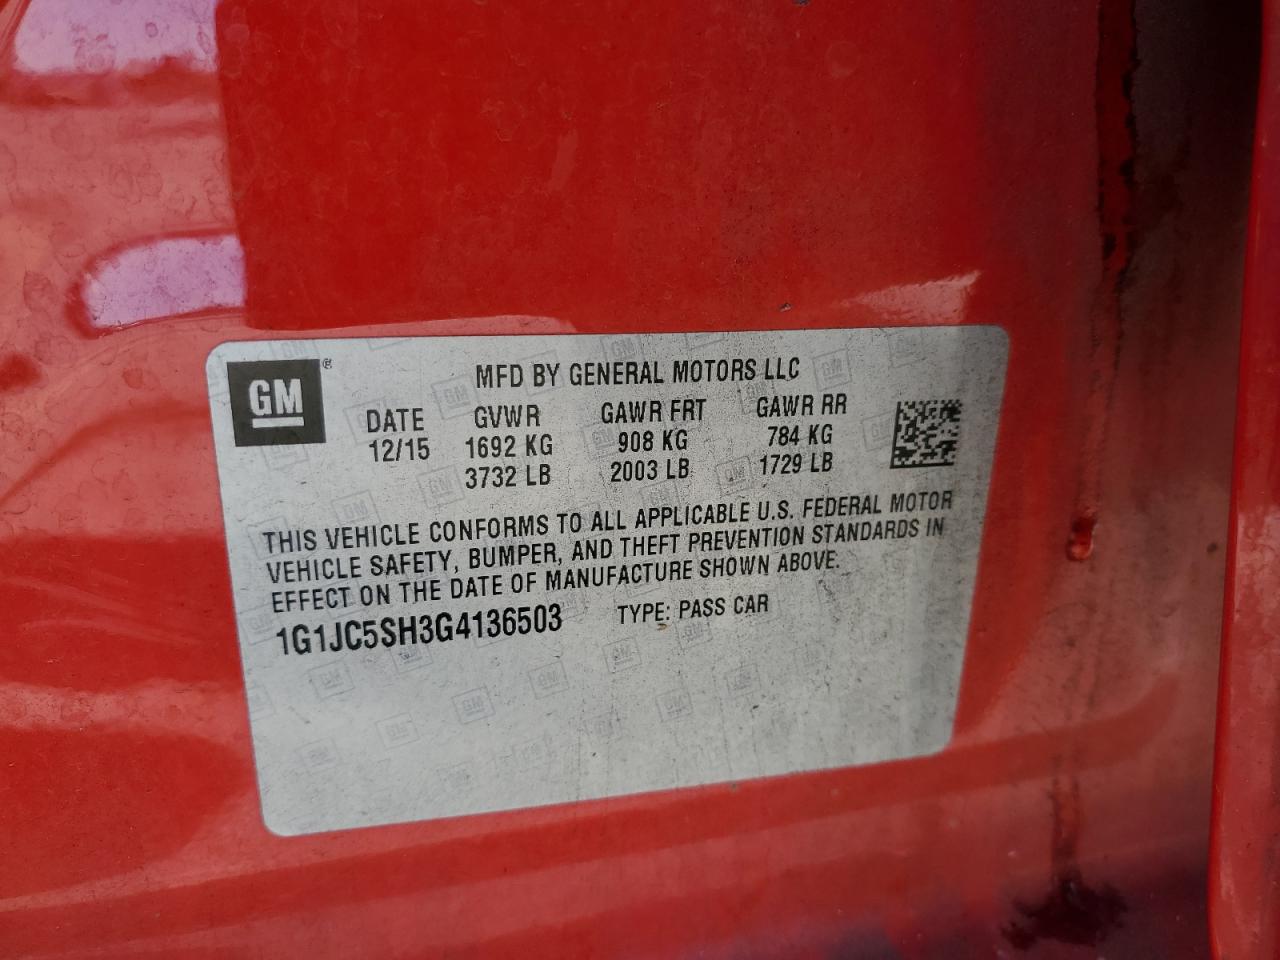 GM ®
MFD BY GENERAL MOTORS LLC
DATE GVWR GAWR FRT GAWR RR
12/15 1692 KG 908 KG 784 KG
3732 LB 2003 LB 1729 LB
THIS VEHICLE CONFORMS TO ALL APPLICABLE U.S. FEDERAL MOTOR
VEHICLE SAFETY, BUMPER, AND THEFT PREVENTION STANDARDS IN
EFFECT ON THE DATE OF MANUFACTURE SHOWN ABOVE.
1G1JC5SH3G4136503 TYPE: PASS CAR